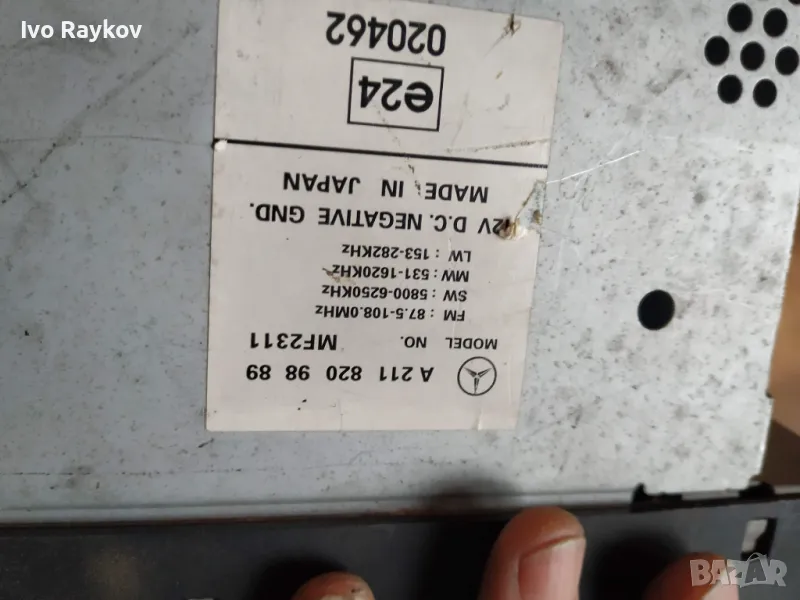 Ivo Raykov
A 211 820 98 89
MODEL NO. MF2311
FM : 87.5-108.0MHz
SW : 5800-6250KHz
MW : 531-1620KHz
LW : 153-282KHz
12V D.C. NEGATIVE GND.
MADE IN JAPAN
e24
020462
BAZAR